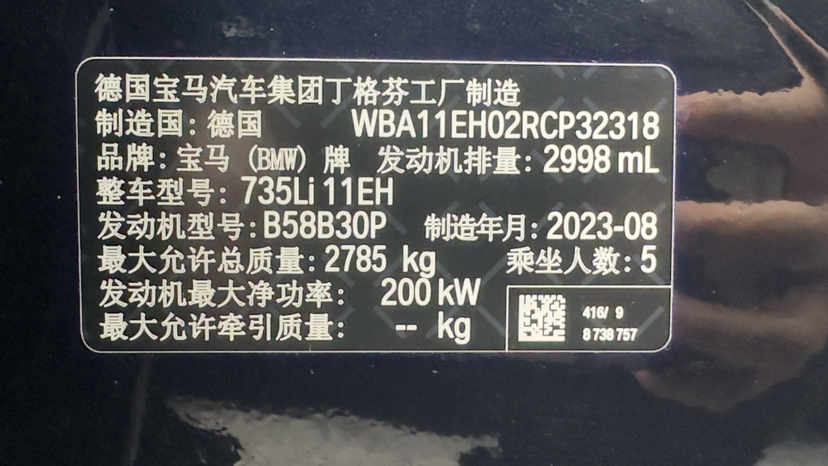 德国宝马汽车集团丁格芬工厂制造
制造国：德国 WBA11EH02RCP32318
品牌：宝马（BMW）牌 发动机排量：2998 mL
整车型号：735Li 11EH
发动机型号：B58B30P 制造年月：2023-08
最大允许总质量：2785 kg 乘坐人数：5
发动机最大净功率： 200 kW
最大允许牵引质量： -- kg
416/ 9
8 738 757